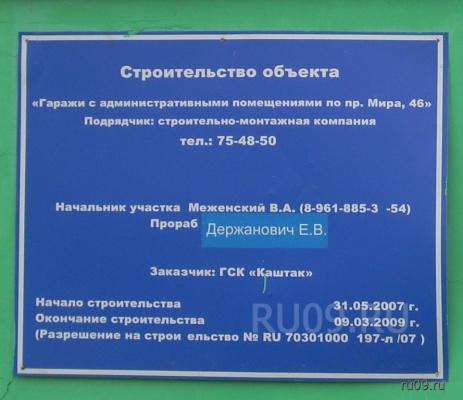 Строительство объекта
«Гаражи с административными помещениями по пр. Мира, 46»
Подрядчик: строительно-монтажная компания
тел.: 75-48-50
Начальник участка Меженский В.А. (8-961-885-3 -54)
Прораб Держанович Е.В.
Заказчик: ГСК «Каштак»
Начало строительства 31.05.2007 г.
Окончание строительства 09.03.2009 г.
(Разрешение на строи ельство № RU 70301000 197-л /07 )
RU09.RU
ru09.ru